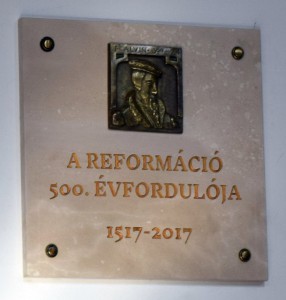 A REFORMÁCIÓ
500. ÉVFORDULÓJA
1517-2017